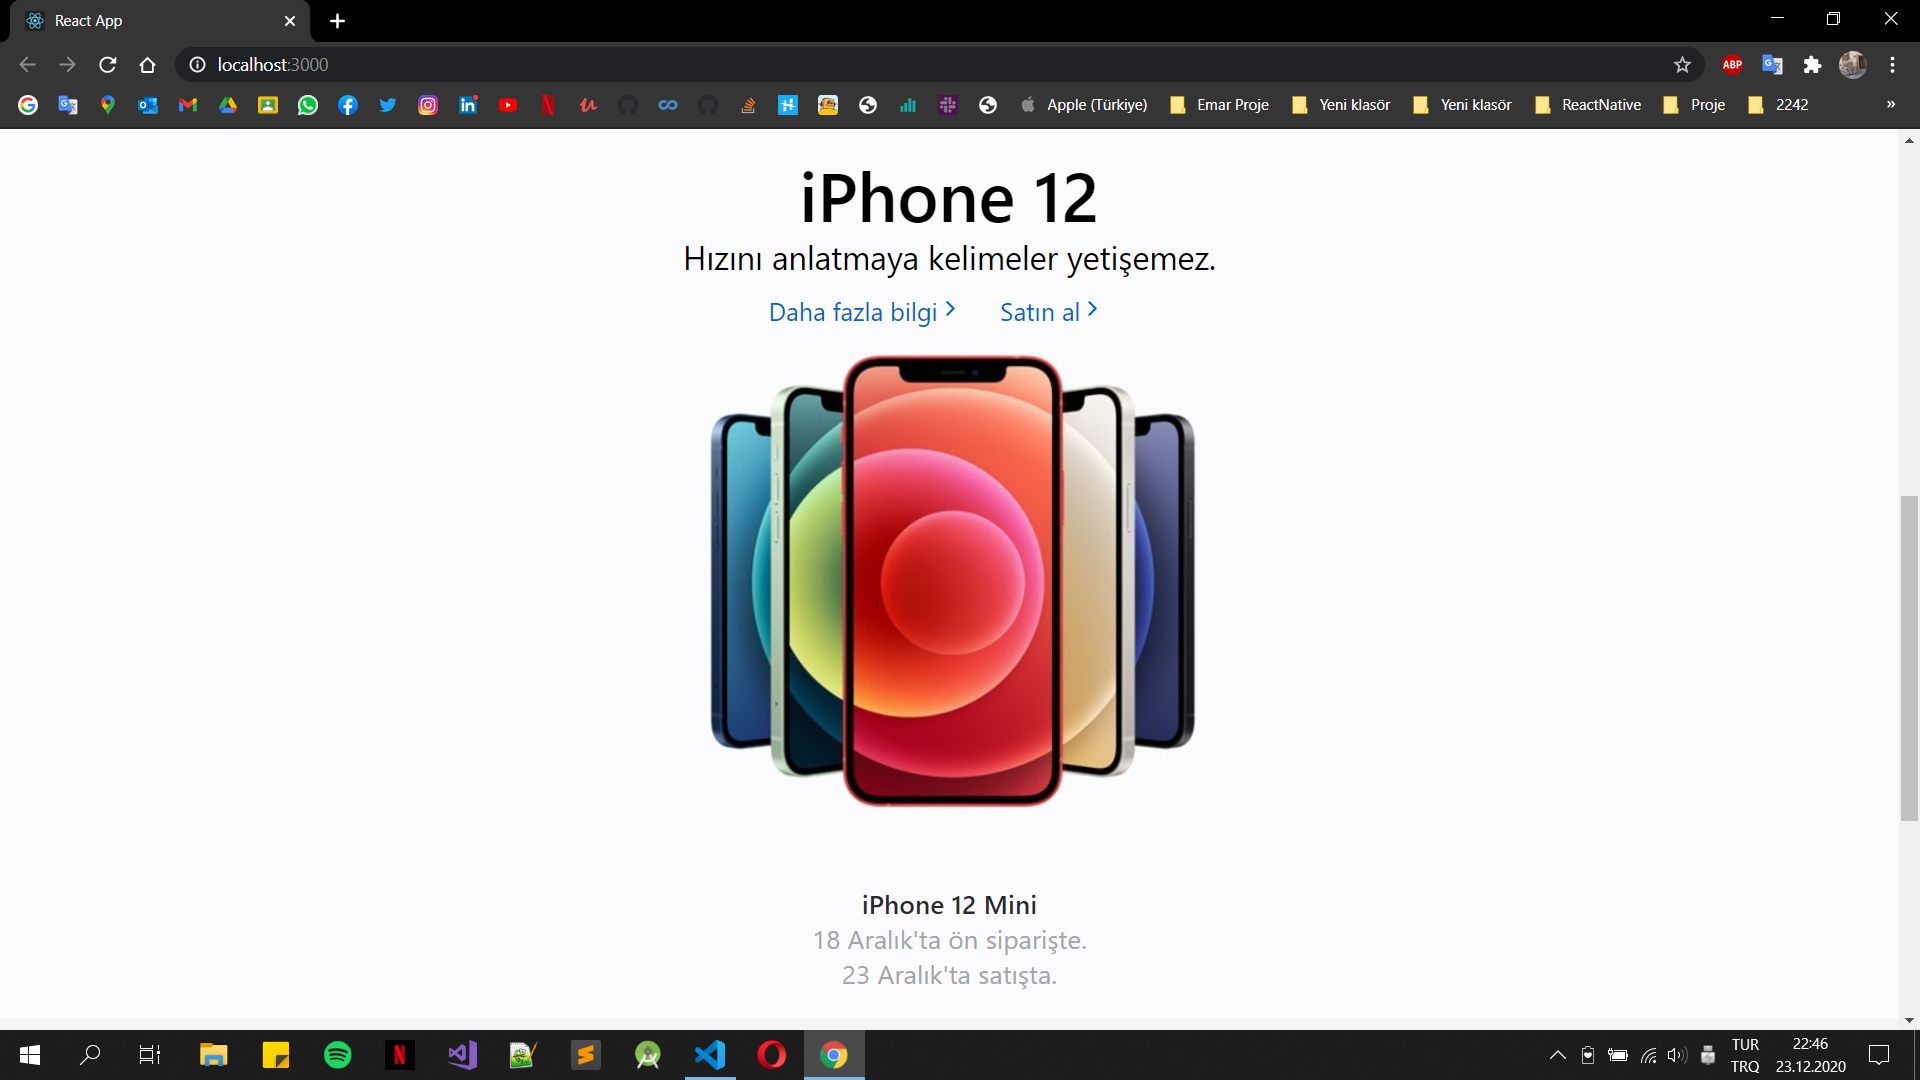 React App
localhost:3000
ABP
Apple (Türkiye)
Emar Proje
Yeni klasör
Yeni klasör
ReactNative
Proje
2242
iPhone 12
Hızını anlatmaya kelimeler yetişemez.
Daha fazla bilgi
Satın al
iPhone 12 Mini
18 Aralık'ta ön siparişte.
23 Aralık'ta satışta.
TUR
TRQ
22:46
23.12.2020